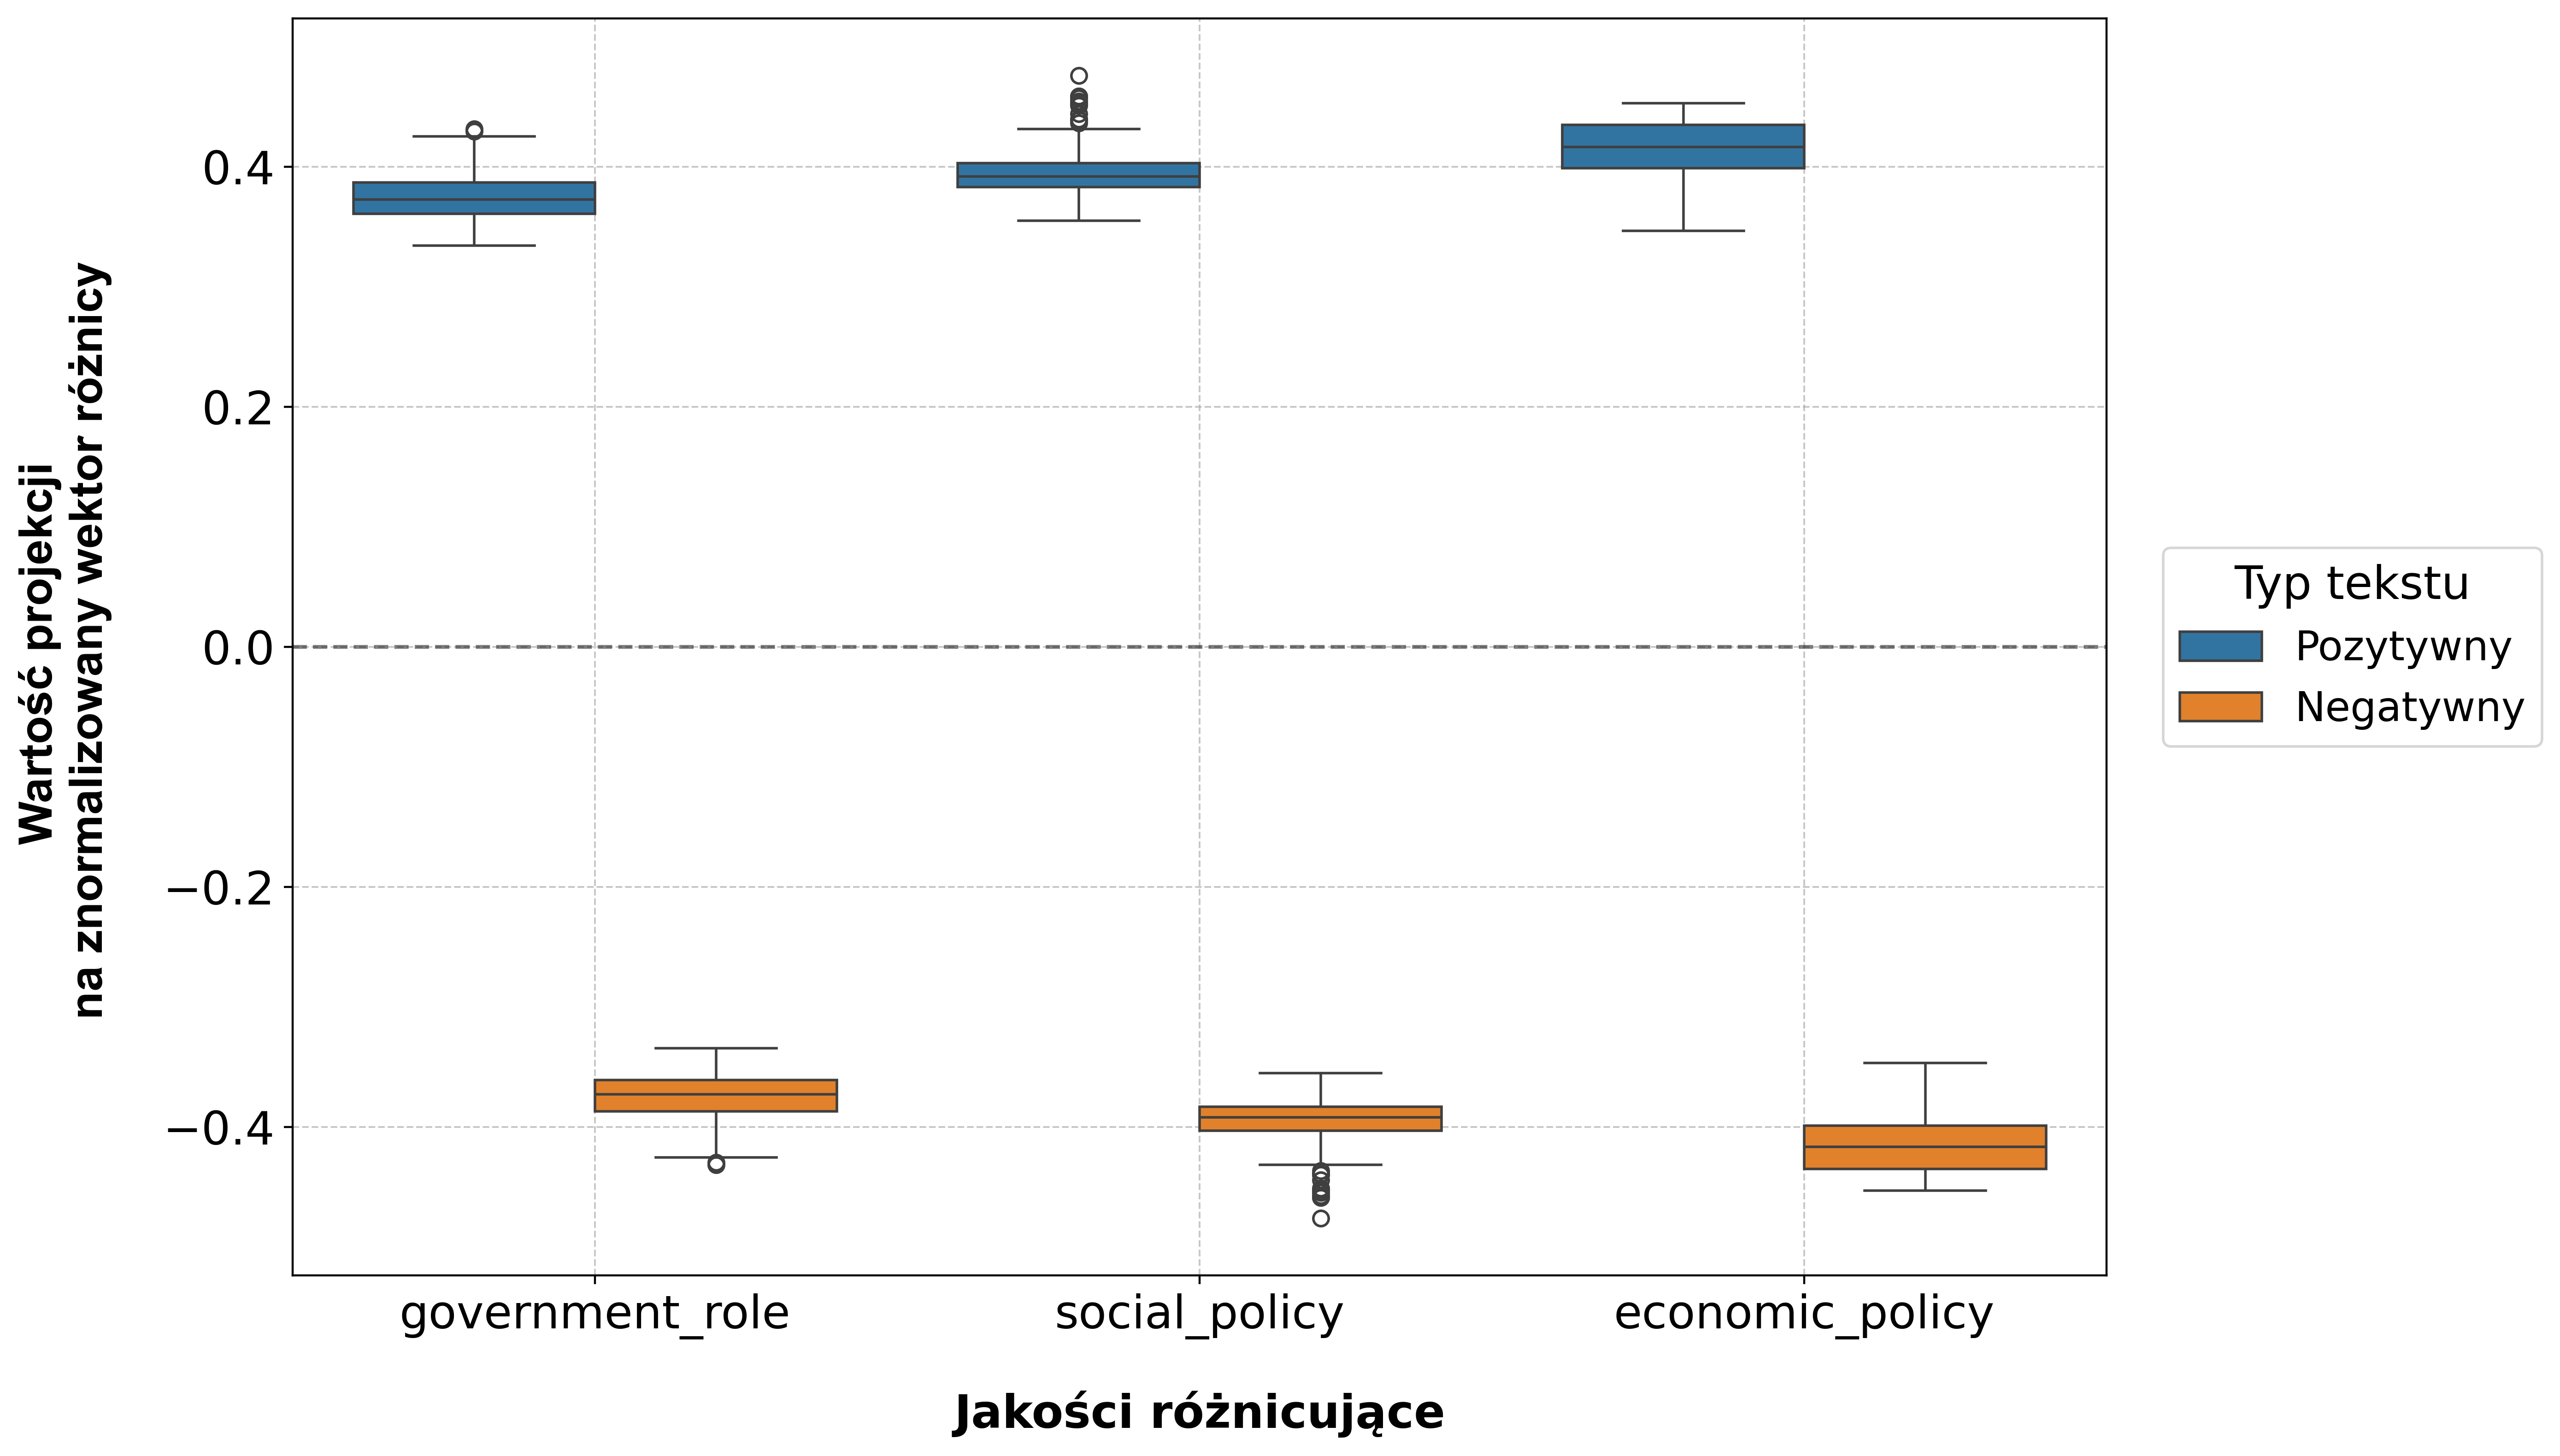 Wartość projekcji
na znormalizowany wektor różnicy
0.4
0.2
0.0
−0.2
−0.4
government_role
social_policy
economic_policy
Jakości różnicujące
Typ tekstu
Pozytywny
Negatywny